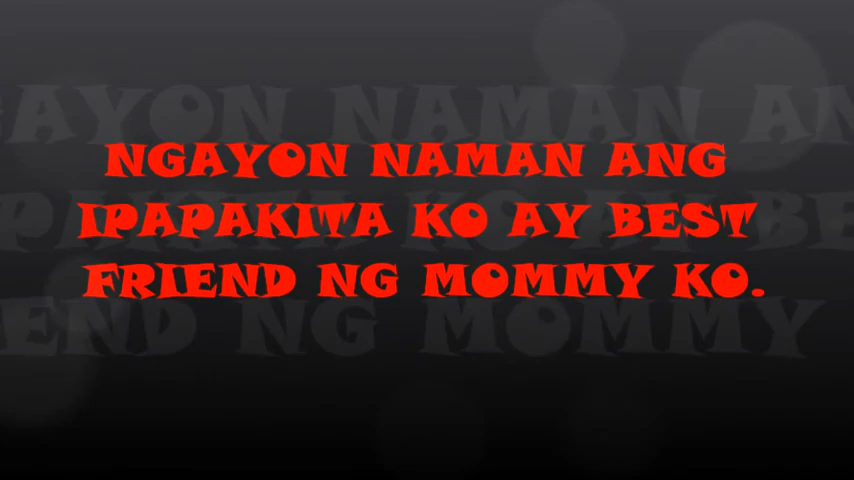 NGAYON NAMAN ANG
IPAPAKITA KO AY BEST
FRIEND NG MOMMY KO.